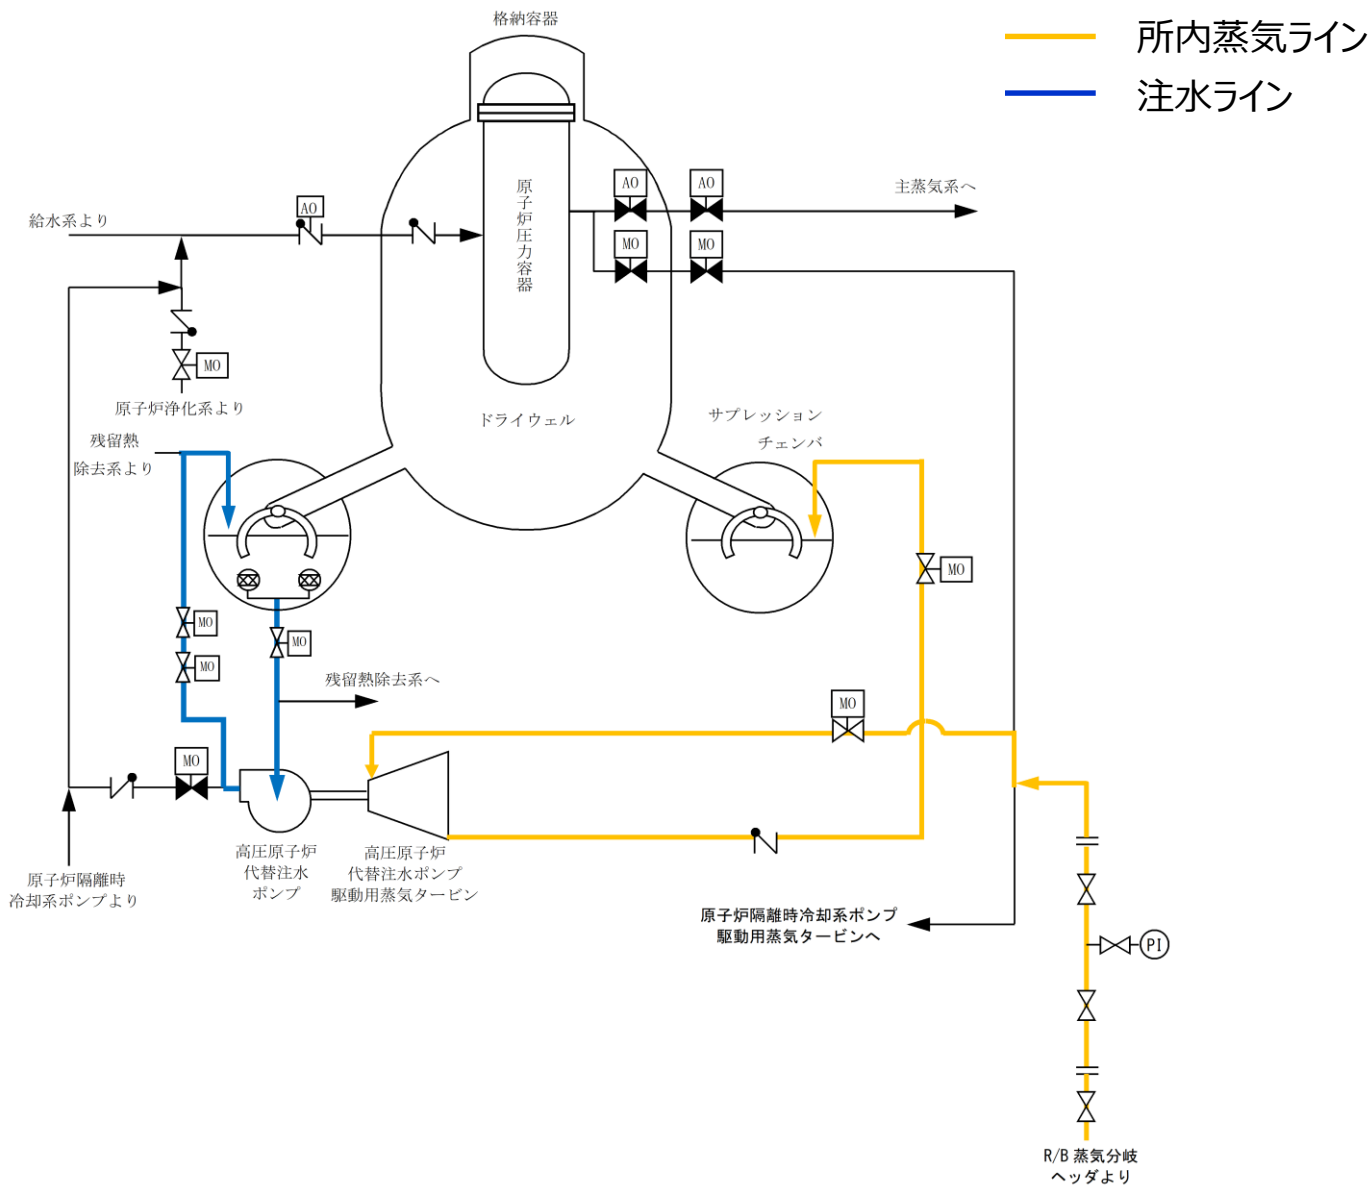 格納容器
所内蒸気ライン
注水ライン
原子炉圧力容器
AO
AO
主蒸気系へ
給水系より
AO
MO
MO
MO
原子炉浄化系より
ドライウェル
サプレッション
チェンバ
残留熱
除去系より
MO
MO
MO
MO
残留熱除去系へ
MO
MO
高圧原子炉
代替注水
ポンプ
高圧原子炉
代替注水ポンプ
駆動用蒸気タービン
原子炉隔離時
冷却系ポンプより
原子炉隔離時冷却系ポンプ
駆動用蒸気タービンへ
PI
R/B 蒸気分岐
ヘッダより